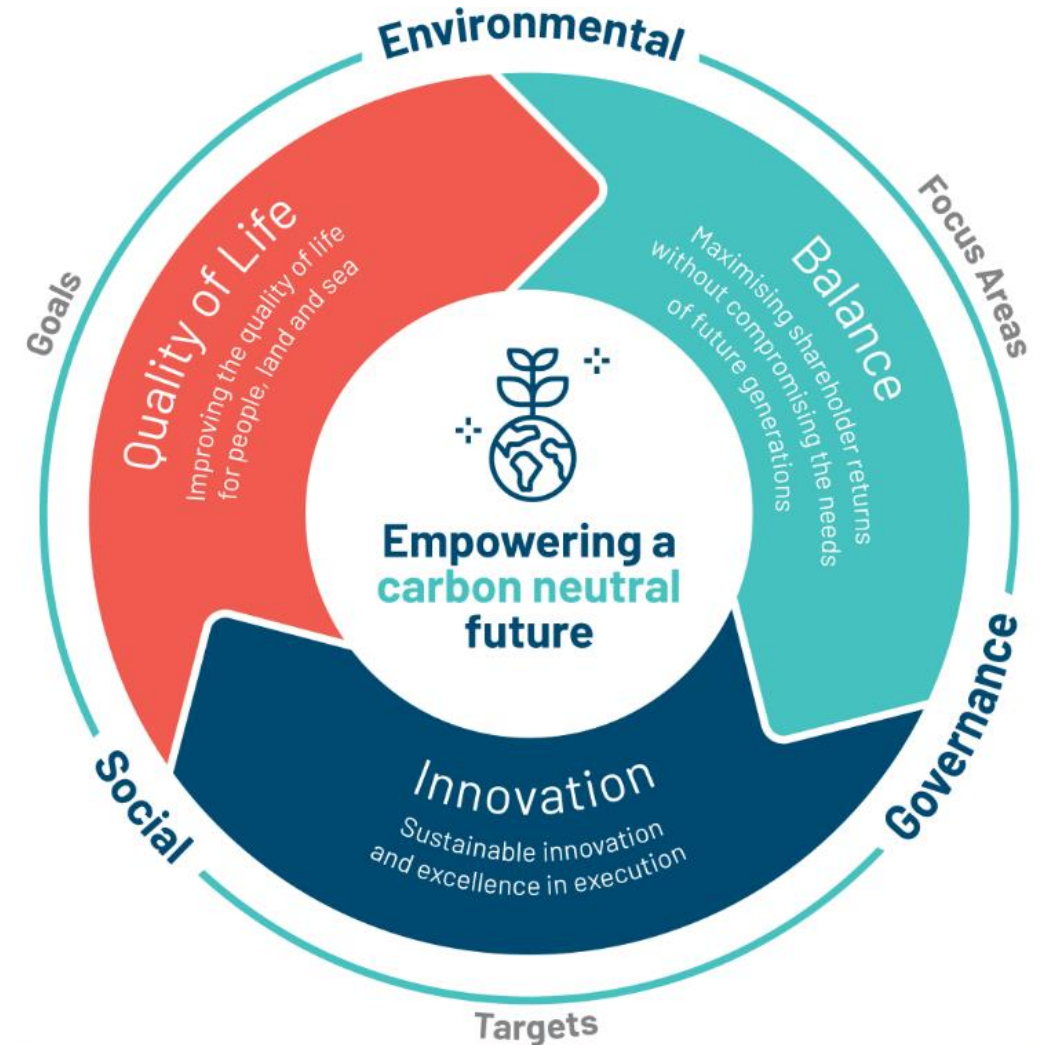 Environmental
Focus Areas
Governance
Targets
Social
Goals
Quality of Life
Improving the quality of life
for people, land and sea
Balance
Maximising shareholder returns
without compromising the needs
of future generations
Innovation
Sustainable innovation
and excellence in execution
Empowering a
carbon neutral
future